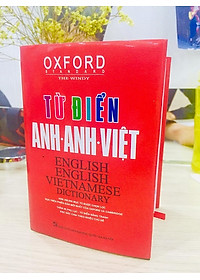 OXFORD
STANDARD
THE WINDY
TỪ ĐIỂN
ANH-ANH-VIỆT
ENGLISH
ENGLISH
VIETNAMESE
DICTIONARY